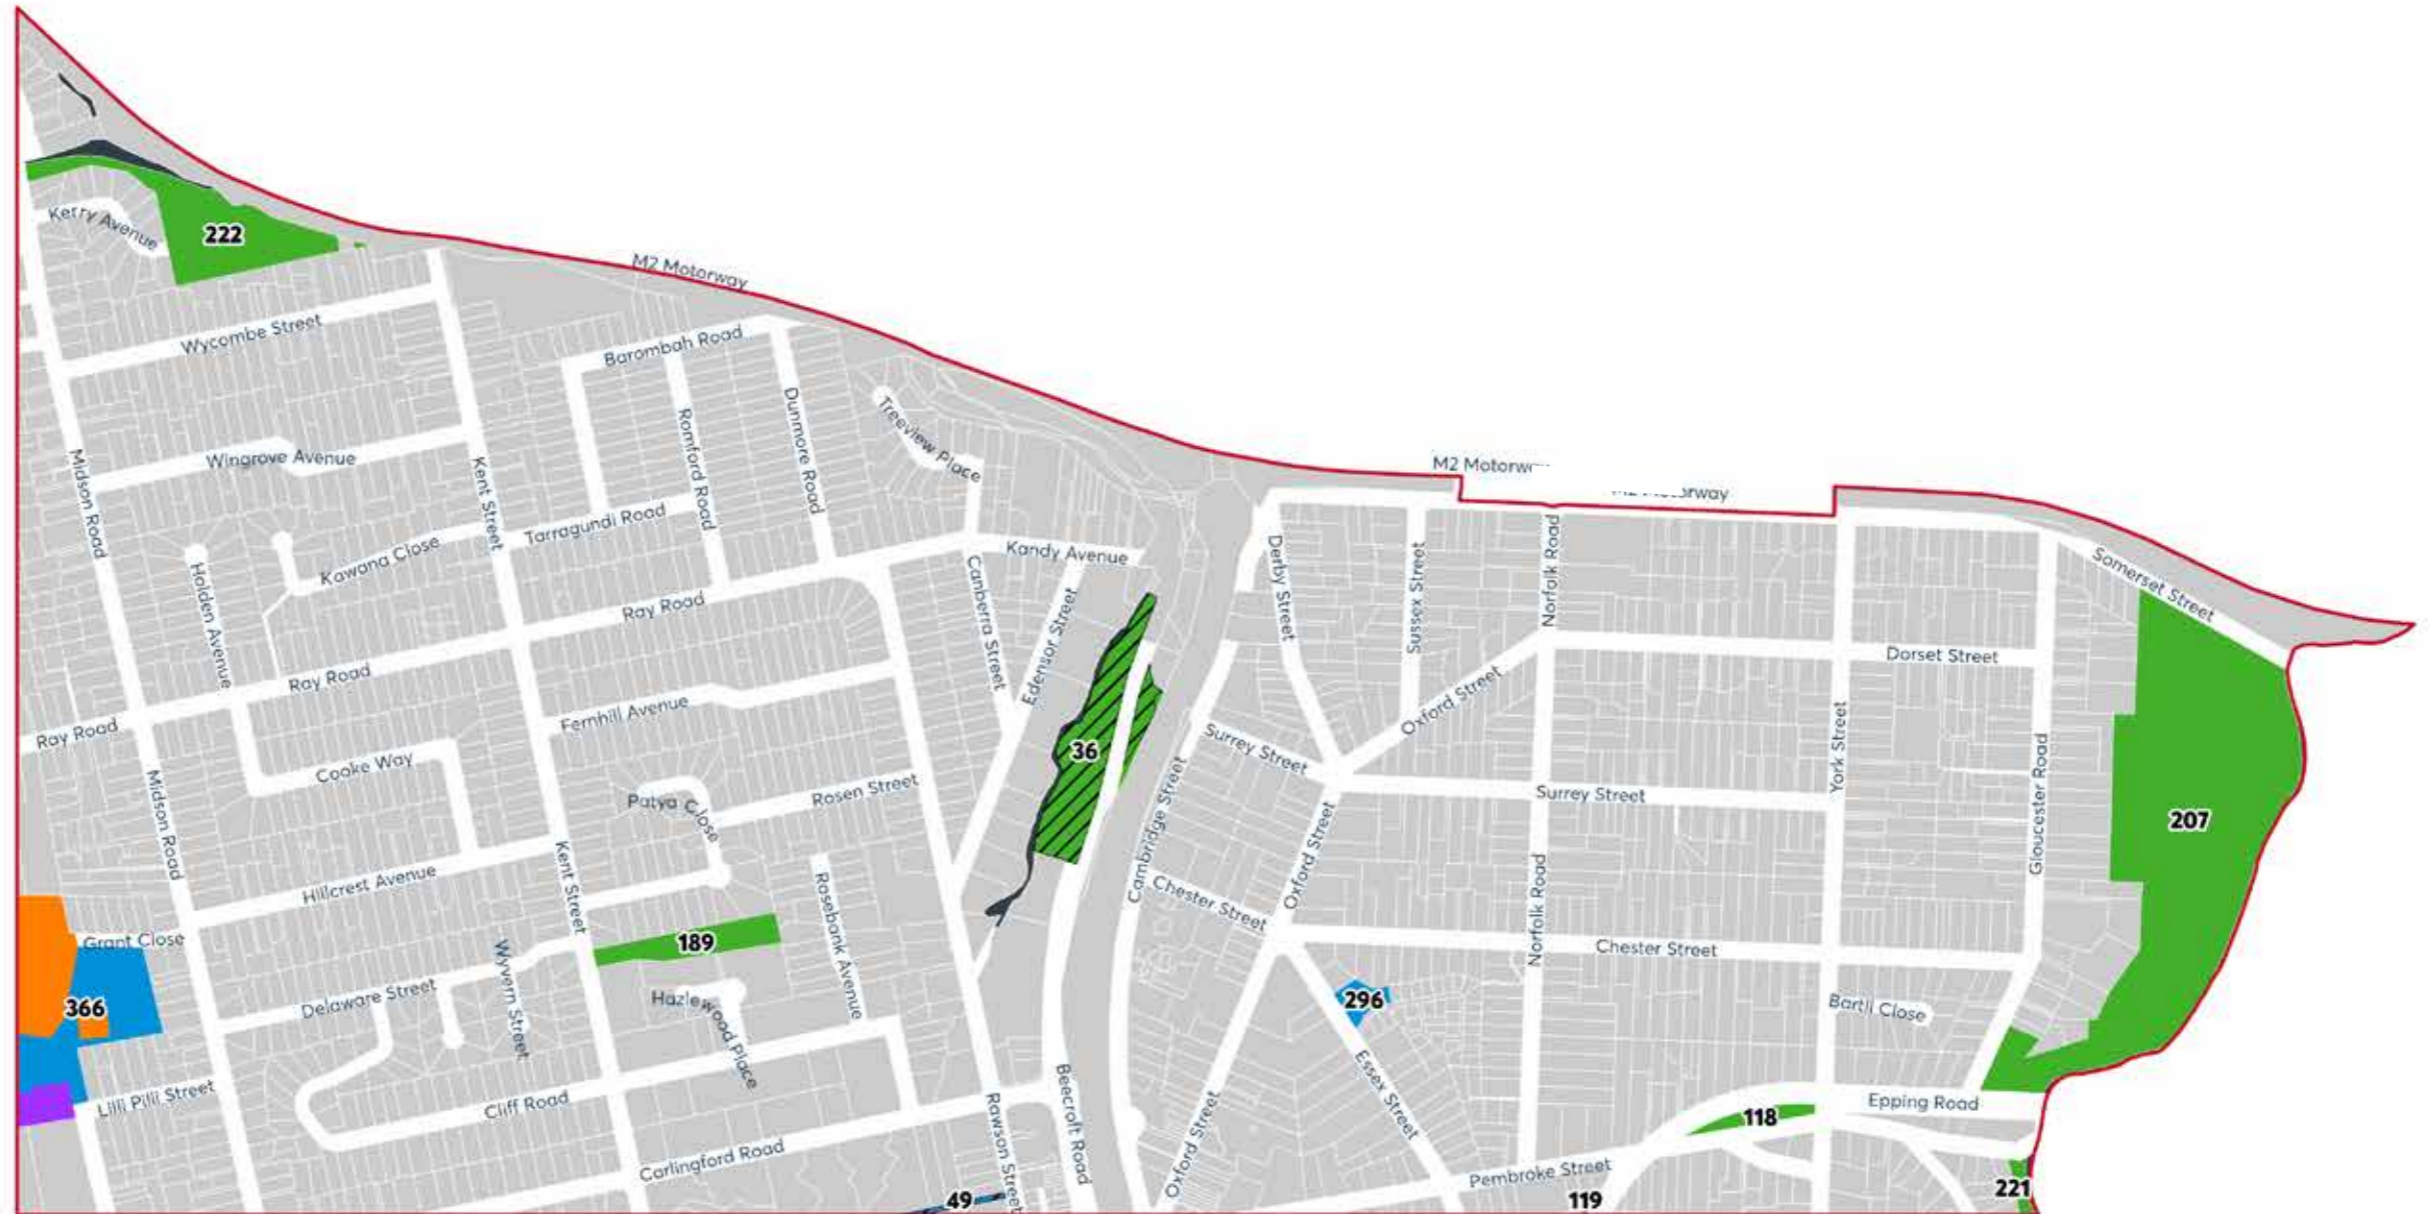 Kerry Avenue
222
M2 Motorway
Wycombe Street
Barombah Road
Treeview Place
Dunmore Road
Romford Road
Wingrove Avenue
Midson Road
Kent Street
M2 Motorw
Motorway
Tarragundi Road
Kawana Close
Kandy Avenue
Holden Avenue
Canberra Street
Derby Street
Sussex Street
Norfolk Road
Somerset Street
Ray Road
Edensor Street
Dorset Street
Ray Road
Oxford Street
Fernhill Avenue
Ray Road
Surrey Street
York Street
36
Cooke Way
Midson Road
Patya Close
Rosen Street
Cambridge Street
Surrey Street
Gloucester Road
207
Oxford Street
Hillcrest Avenue
Kent Street
Rosebank Avenue
Chester Street
Norfolk Road
Grant Close
189
Chester Street
Wyvern Street
Delaware Street
Hazlewood Place
366
296
Bartil Close
Essex Street
Lilli Pilli Street
Cliff Road
Epping Road
118
Rawson Street
Beecroft Road
Oxford Street
Carlingford Road
Pembroke Street
49
119
221